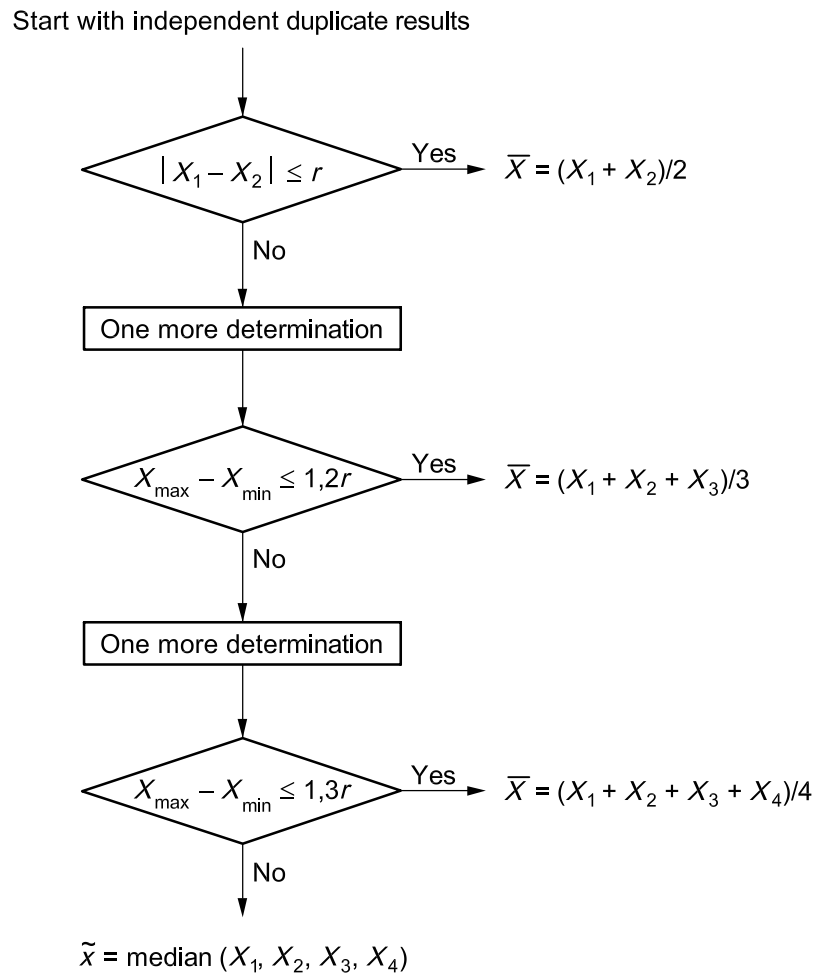 Start with independent duplicate results
| X₁ – X₂ | ≤ r
Yes
X̅ = (X₁ + X₂)/2
No
One more determination
Xₘₐₓ – Xₘᵢₙ ≤ 1,2r
Yes
X̅ = (X₁ + X₂ + X₃)/3
No
One more determination
Xₘₐₓ – Xₘᵢₙ ≤ 1,3r
Yes
X̅ = (X₁ + X₂ + X₃ + X₄)/4
No
x̃ = median (X₁, X₂, X₃, X₄)